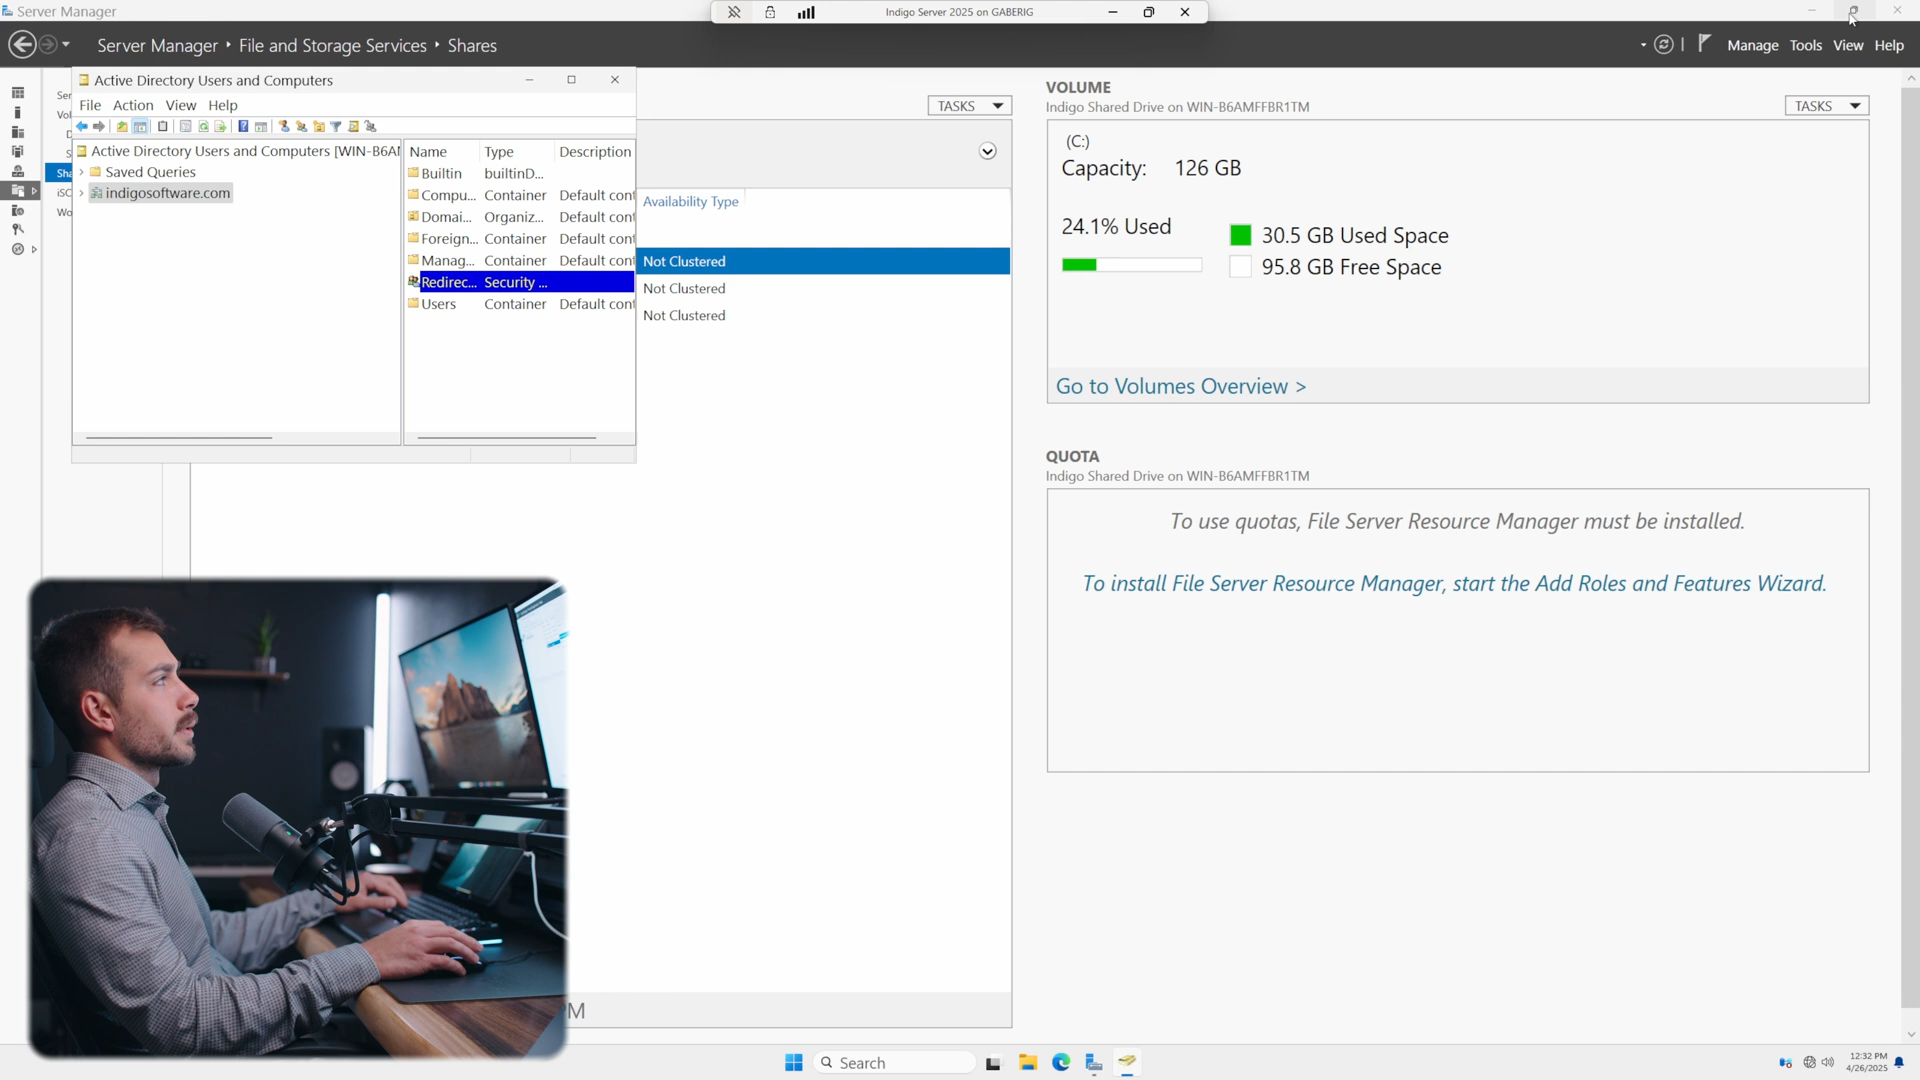 Server Manager
Indigo Server 2025 on GABERIG
Server Manager ‣ File and Storage Services ‣ Shares
Manage Tools View Help
Ser
Vol
D
S
Sha
iSC
Wo
Active Directory Users and Computers
File Action View Help
Active Directory Users and Computers [WIN-B6AM
Saved Queries
indigosoftware.com
Name Type Description
Builtin builtinD...
Compu... Container Default cont
Domai... Organiz... Default cont
Foreign... Container Default cont
Manag... Container Default cont
Redirec... Security ...
Users Container Default cont
TASKS
Availability Type
Not Clustered
Not Clustered
Not Clustered
M
VOLUME
Indigo Shared Drive on WIN-B6AMFFBR1TM
TASKS
(C:)
Capacity: 126 GB
24.1% Used
30.5 GB Used Space
95.8 GB Free Space
Go to Volumes Overview >
QUOTA
Indigo Shared Drive on WIN-B6AMFFBR1TM
To use quotas, File Server Resource Manager must be installed.
To install File Server Resource Manager, start the Add Roles and Features Wizard.
Search
12:32 PM
4/26/2025